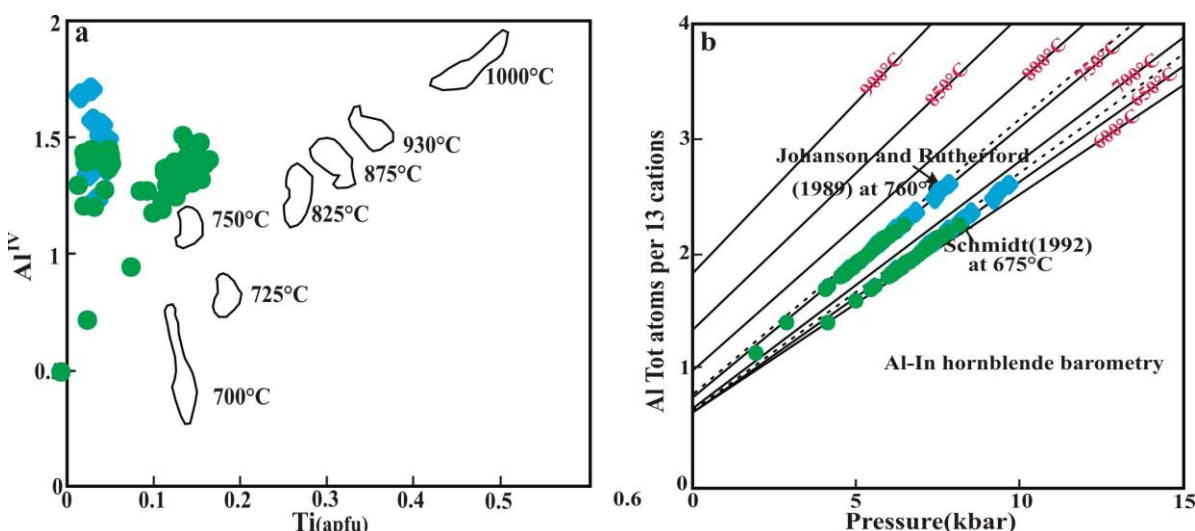 a
2
1.5
1
0.
0
Al^IV
1000°C
930°C
875°C
825°C
750°C
725°C
700°C
0
0.1
0.2
0.3
0.4
0.5
0.6
Ti(apfu)
b
4
3
2
1
0
Al Tot atoms per 13 cations
900°C
850°C
800°C
750°C
700°C
650°C
600°C
Johanson and Rutherford
(1989) at 760°
Schmidt(1992)
at 675°C
Al-In hornblende barometry
0
5
10
15
Pressure(kbar)